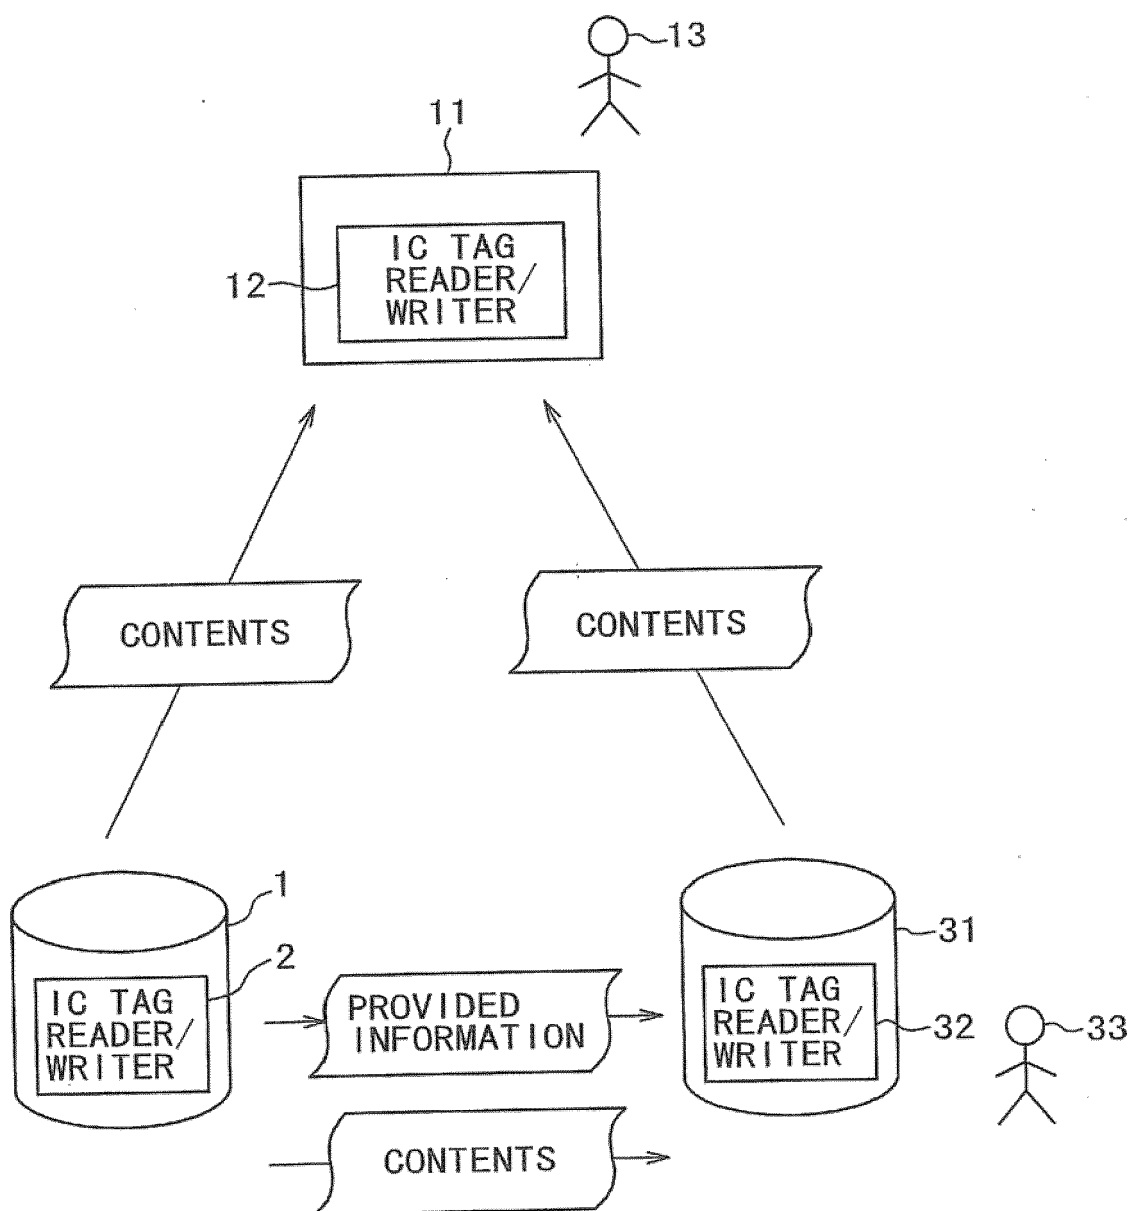 13
11
IC TAG
READER/
WRITER
12
CONTENTS
CONTENTS
1
2
IC TAG
READER/
WRITER
PROVIDED
INFORMATION
31
IC TAG
READER/
WRITER
32
33
CONTENTS